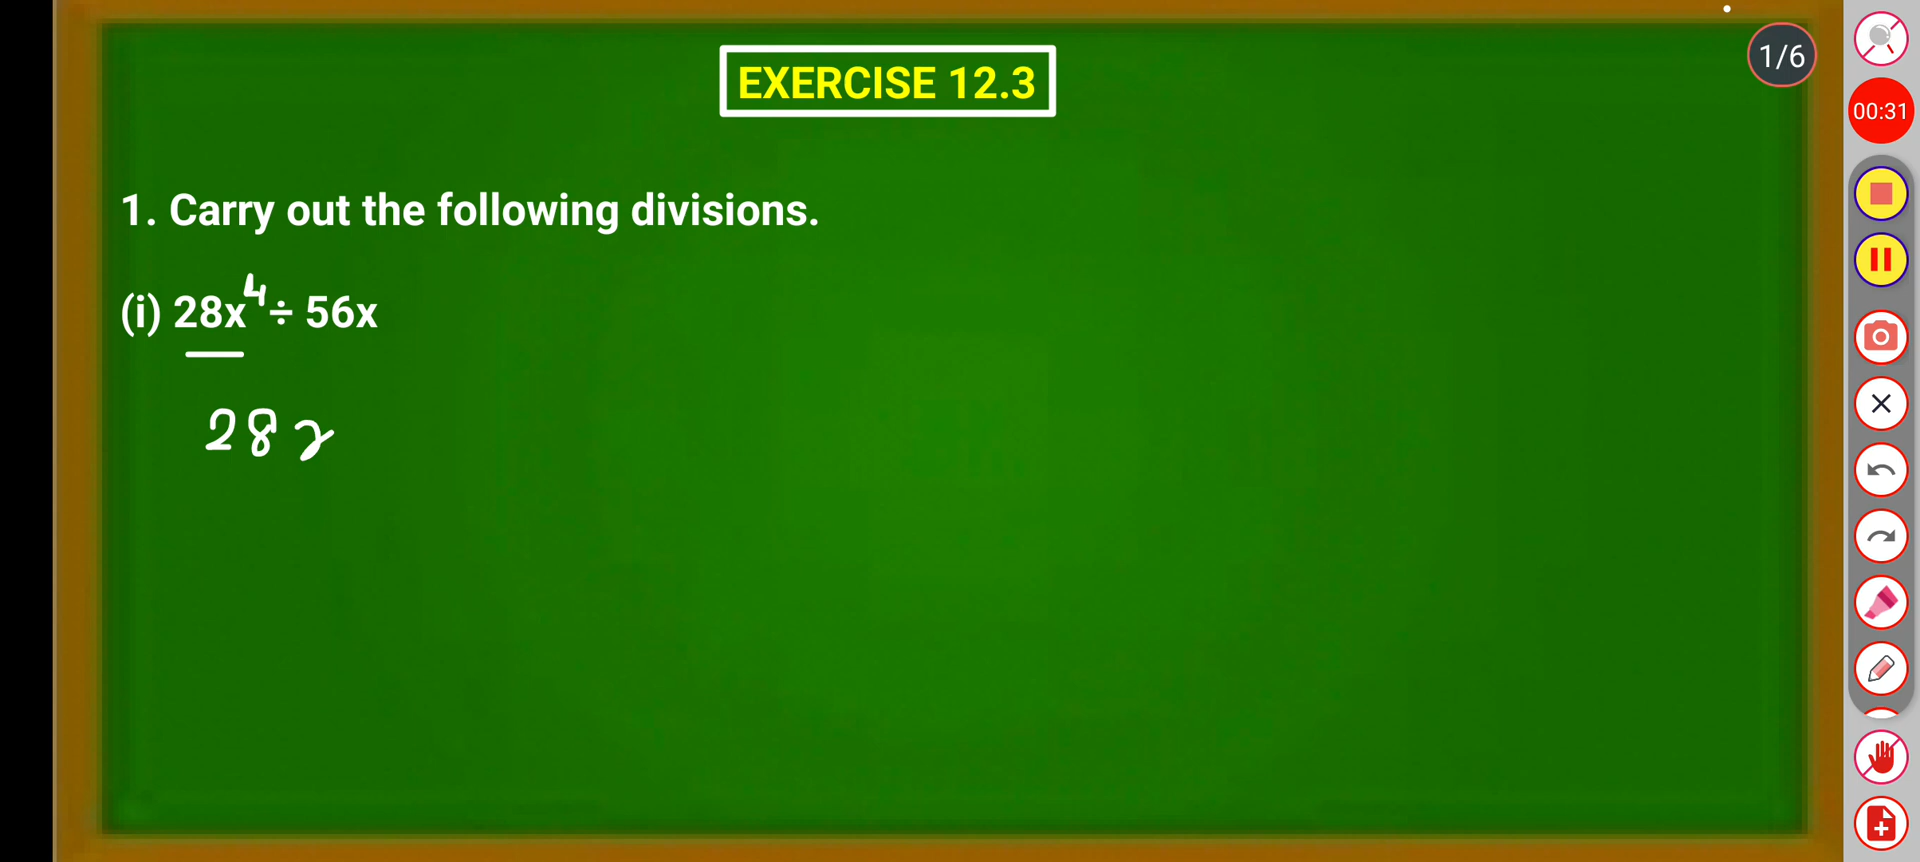 1/6
EXERCISE 12.3
00:31
1. Carry out the following divisions.
(i) 28x⁴ ÷ 56x
28x